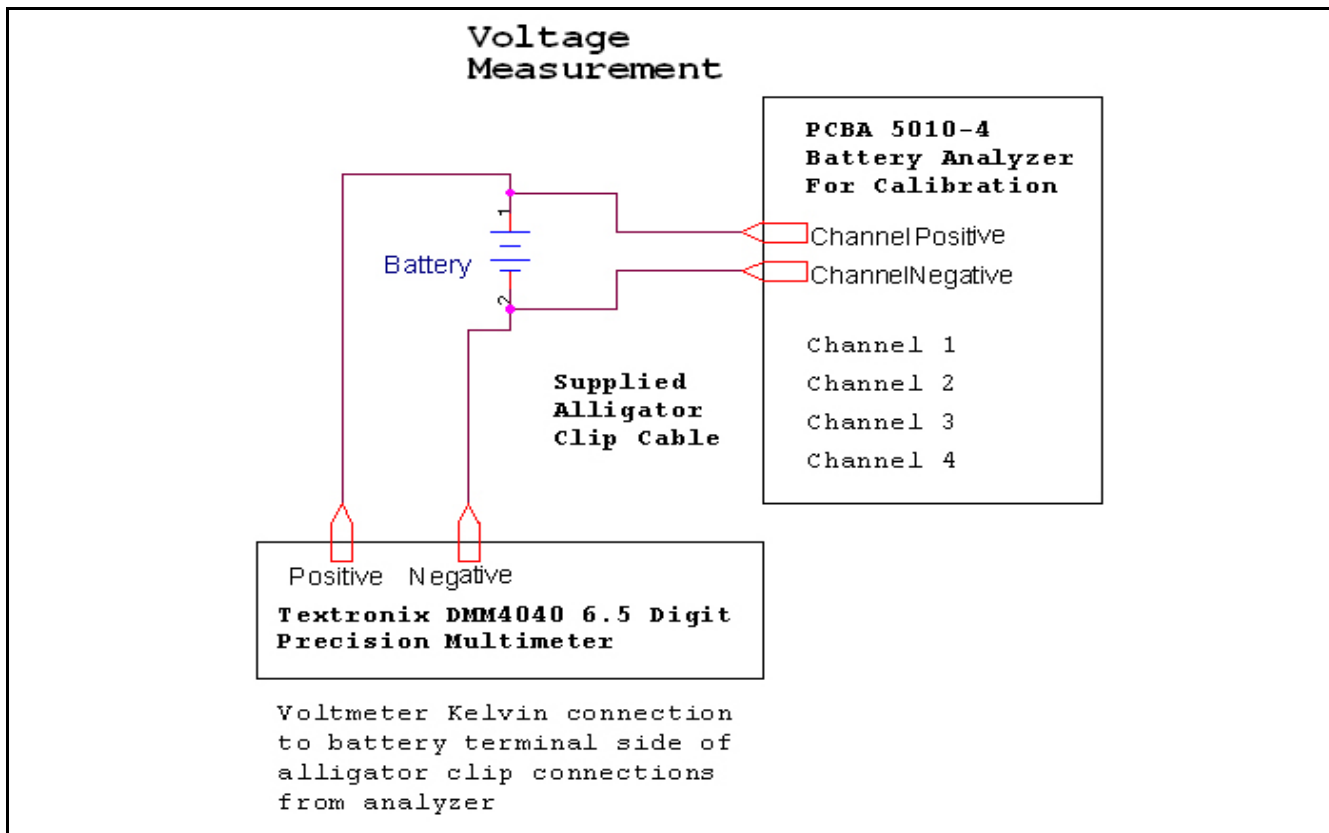 Voltage
Measurement
PCBA 5010-4
Battery Analyzer
For Calibration
1
Channel Positive
Battery
ChannelNegative
2
Channel 1
Supplied
Channel 2
Alligator
Channel 3
Clip Cable
Channel 4
Positive Negative
Textronix DMM4040 6.5 Digit
Precision Multimeter
Voltmeter Kelvin connection
to battery terminal side of
alligator clip connections
from analyzer